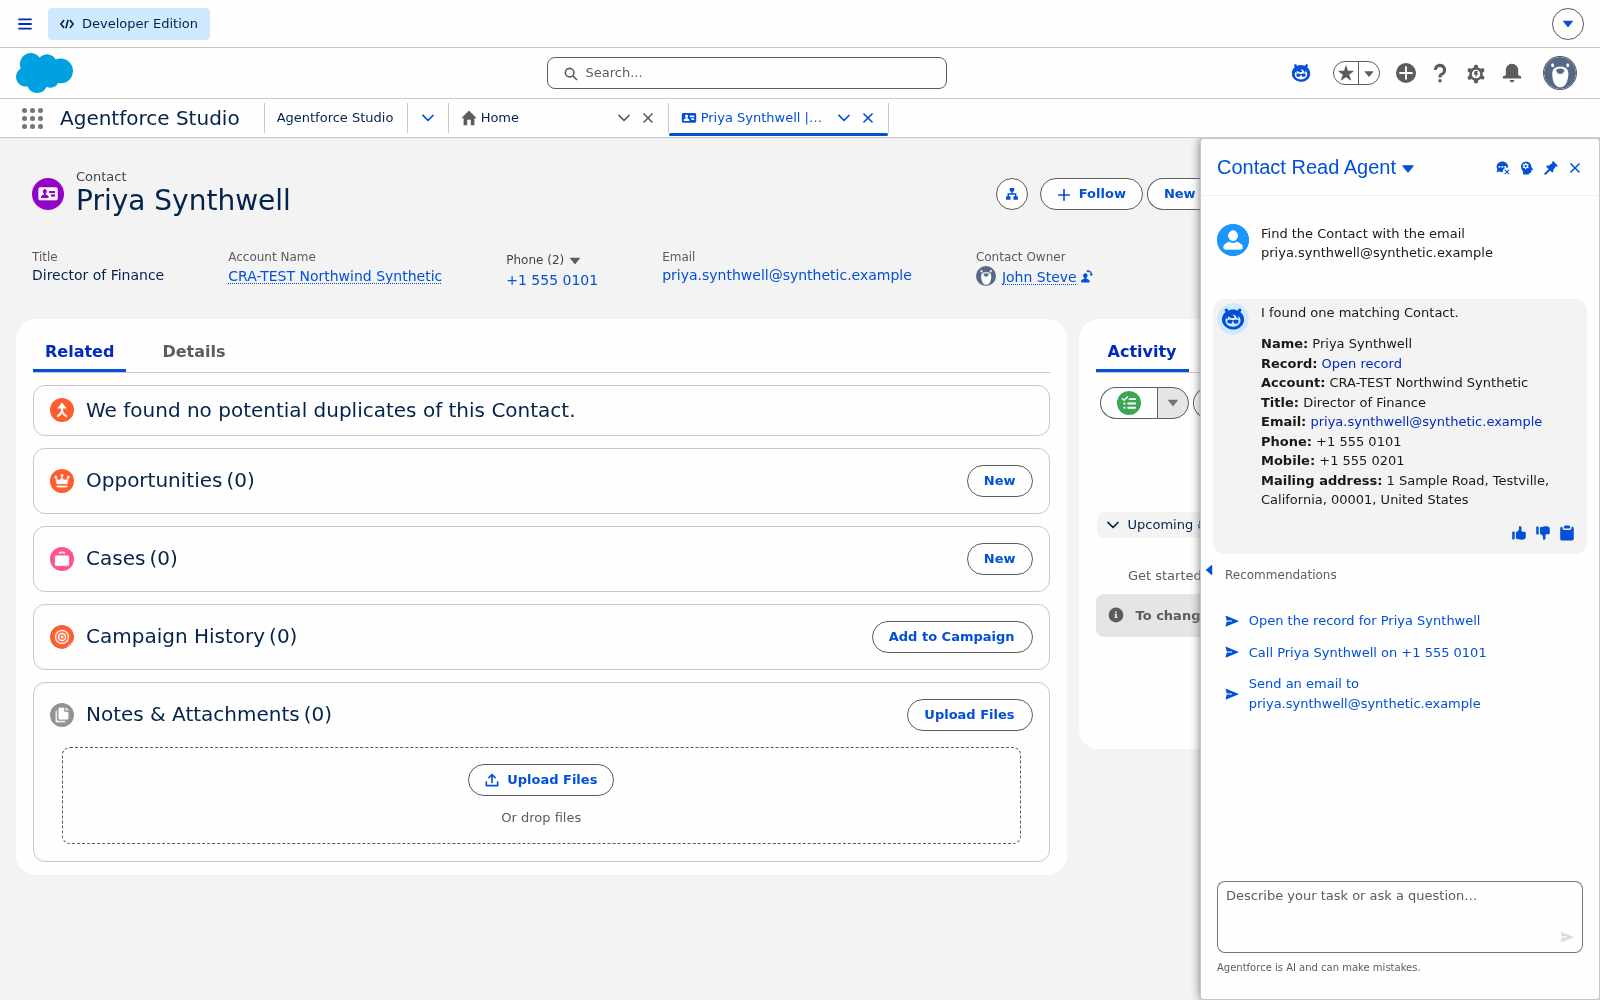 Developer Edition
Search...
Agentforce Studio
Agentforce Studio
Home
Priya Synthwell |...
Contact
Priya Synthwell
Follow
New
Title
Director of Finance
Account Name
CRA-TEST Northwind Synthetic
Phone (2)
+1 555 0101
Email
priya.synthwell@synthetic.example
Contact Owner
John Steve
Related
Details
We found no potential duplicates of this Contact.
Opportunities (0)
New
Cases (0)
New
Campaign History (0)
Add to Campaign
Notes & Attachments (0)
Upload Files
Upload Files
Or drop files
Activity
Upcoming
Get started
To chang
Contact Read Agent
Find the Contact with the email
priya.synthwell@synthetic.example
I found one matching Contact.
Name: Priya Synthwell
Record: Open record
Account: CRA-TEST Northwind Synthetic
Title: Director of Finance
Email: priya.synthwell@synthetic.example
Phone: +1 555 0101
Mobile: +1 555 0201
Mailing address: 1 Sample Road, Testville,
California, 00001, United States
Recommendations
Open the record for Priya Synthwell
Call Priya Synthwell on +1 555 0101
Send an email to
priya.synthwell@synthetic.example
Describe your task or ask a question...
Agentforce is AI and can make mistakes.